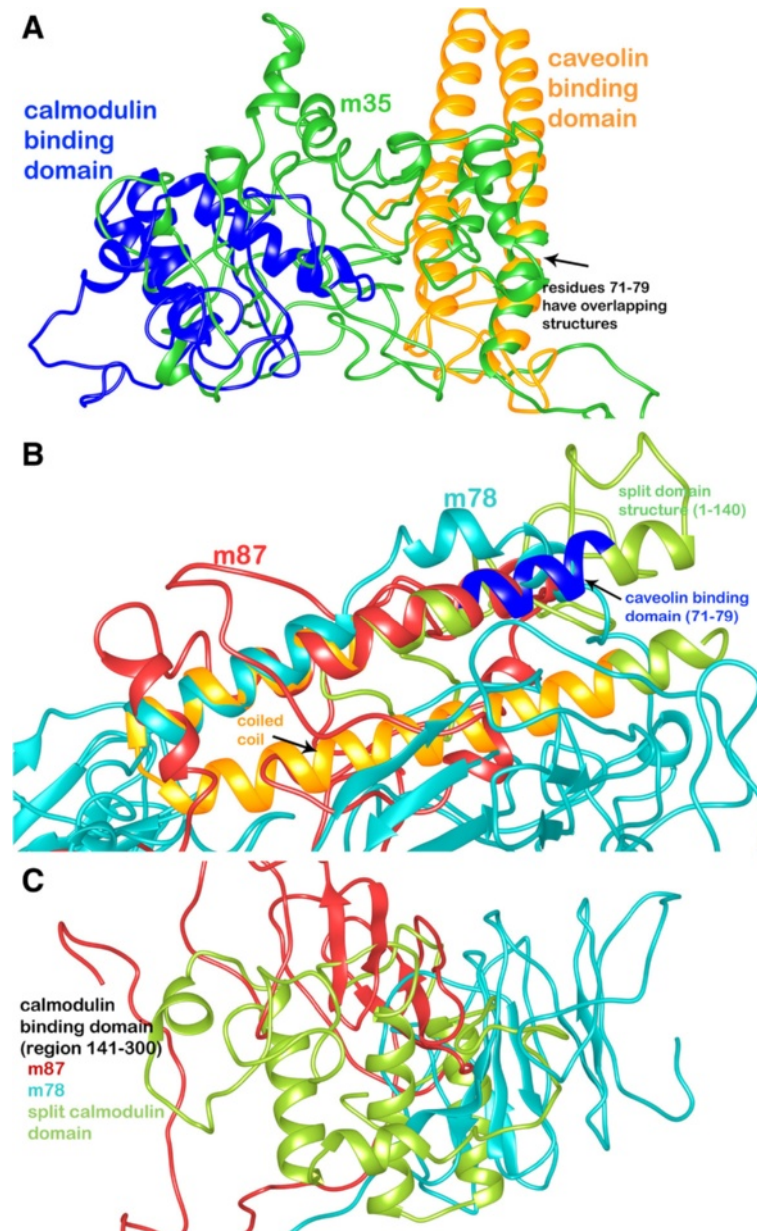 A
calmodulin
binding
domain
m35
caveolin
binding
domain
residues 71-79
have overlapping
structures
B
m78
split domain
structure (1-140)
m87
caveolin binding
domain (71-79)
coiled
coil
C
calmodulin
binding domain
(region 141-300)
m87
m78
split calmodulin
domain